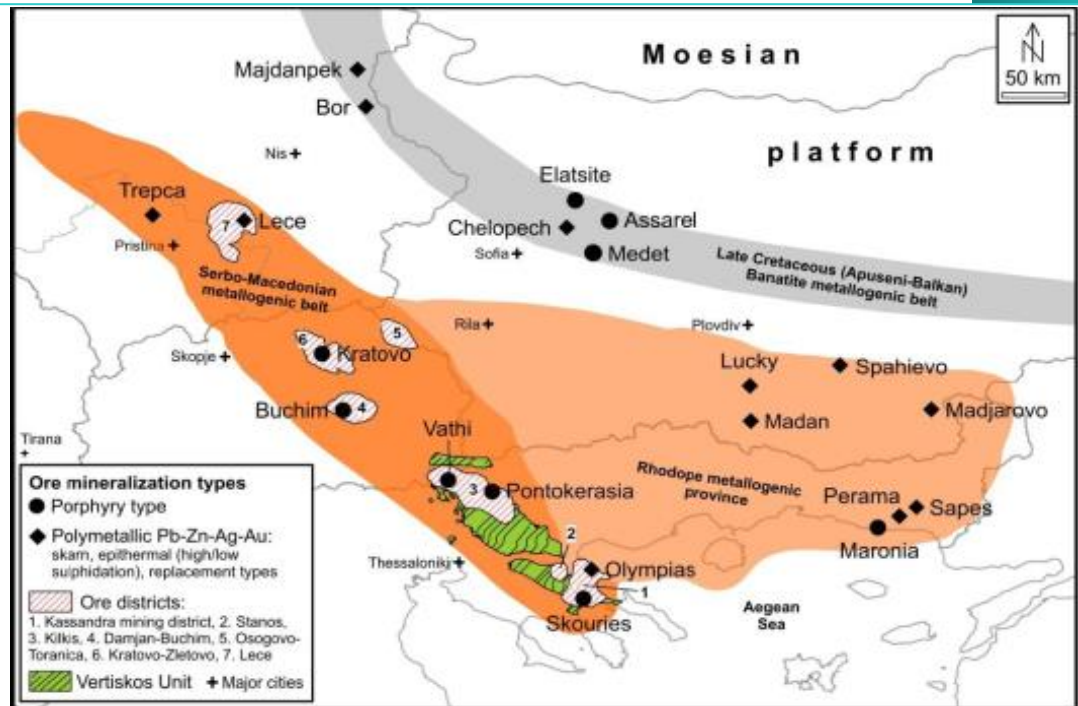 Moesian
platform
N
50 km
Majdanpek
Bor
Nis
Elatsite
Assarel
Chelopech
Medet
Sofia
Late Cretaceous (Apuseni-Balkan)
Banatite metallogenic belt
Trepca
7
Lece
Pristina
Serbo-Macedonian
metallogenic belt
5
6
Kratovo
Skopje
Rila
Plovdiv
Buchim
4
Lucky
Spahievo
Madan
Madjarovo
Tirana
Vathi
3
Pontokerasia
Rhodope metallogenic
province
Perama
Sapes
Maronia
2
Thessaloniki
Olympias
1
Skouries
Aegean
Sea
Ore mineralization types
Porphyry type
Polymetallic Pb-Zn-Ag-Au:
skarn, epithermal (high/low
sulphidation), replacement types
Ore districts:
1. Kassandra mining district, 2. Stanos,
3. Kilkis, 4. Damjan-Buchim, 5. Osogovo-
Toranica, 6. Kratovo-Zletovo, 7. Lece
Vertiskos Unit + Major cities